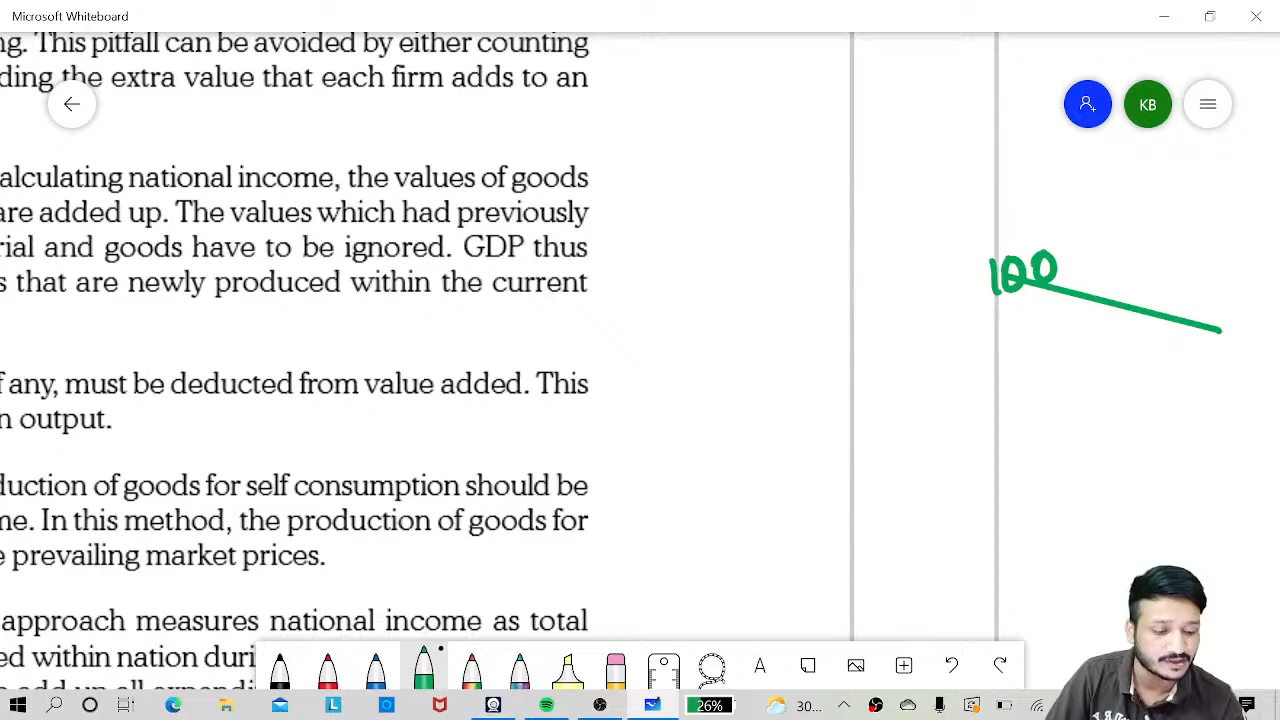 Microsoft Whiteboard
ng. This pitfall can be avoided by either counting
ding the extra value that each firm adds to an
KB
alculating national income, the values of goods
are added up. The values which had previously
rial and goods have to be ignored. GDP thus
100
s that are newly produced within the current
f any, must be deducted from value added. This
n output.
duction of goods for self consumption should be
me. In this method, the production of goods for
e prevailing market prices.
approach measures national income as total
ed within nation duri
A
26%
30...